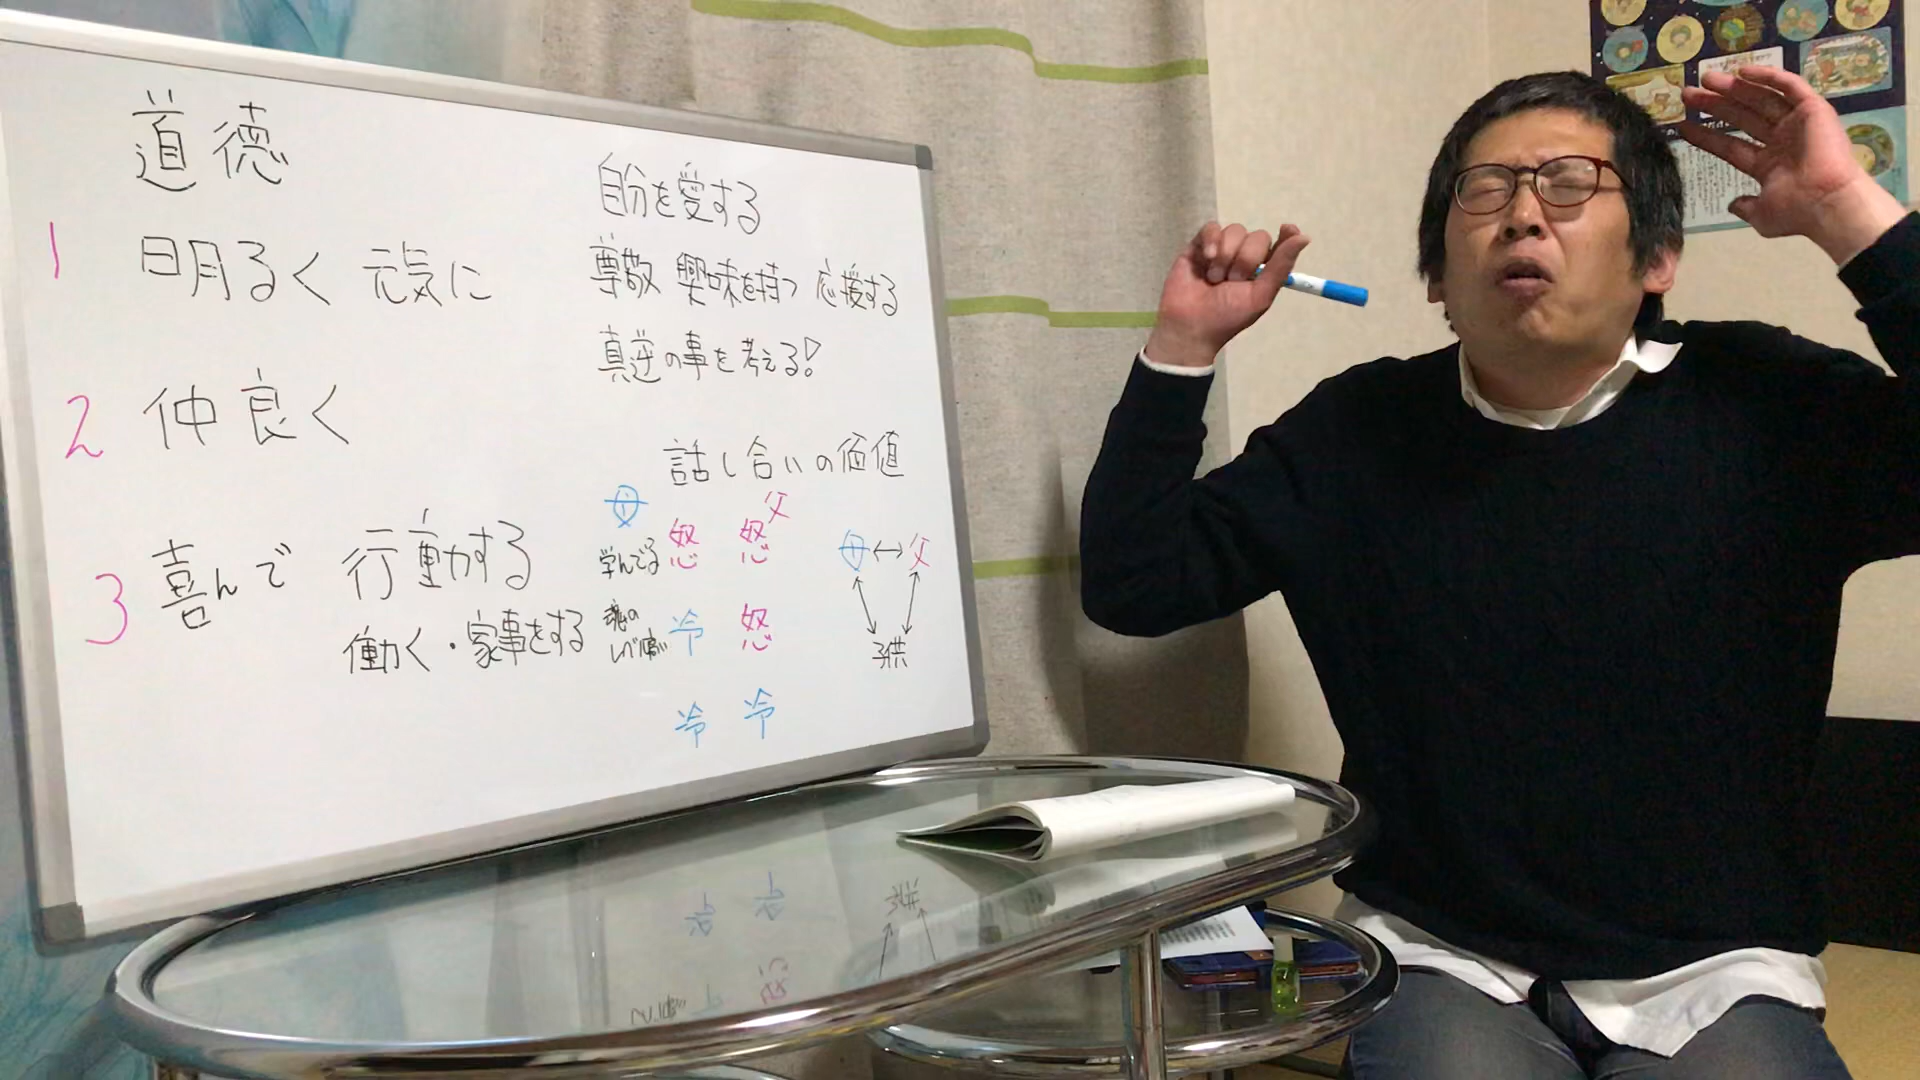 道徳
1 明るく 元気に
2 仲良く
3 喜んで 行動する
働く・家事をする
自分を愛する
尊敬 興味を持つ 応援する
真逆の事を考える!
話し合いの価値
母 父
学んでる 怒 怒
魂の
レベルが 冷 怒
冷 冷
母 ↔ 父
子供